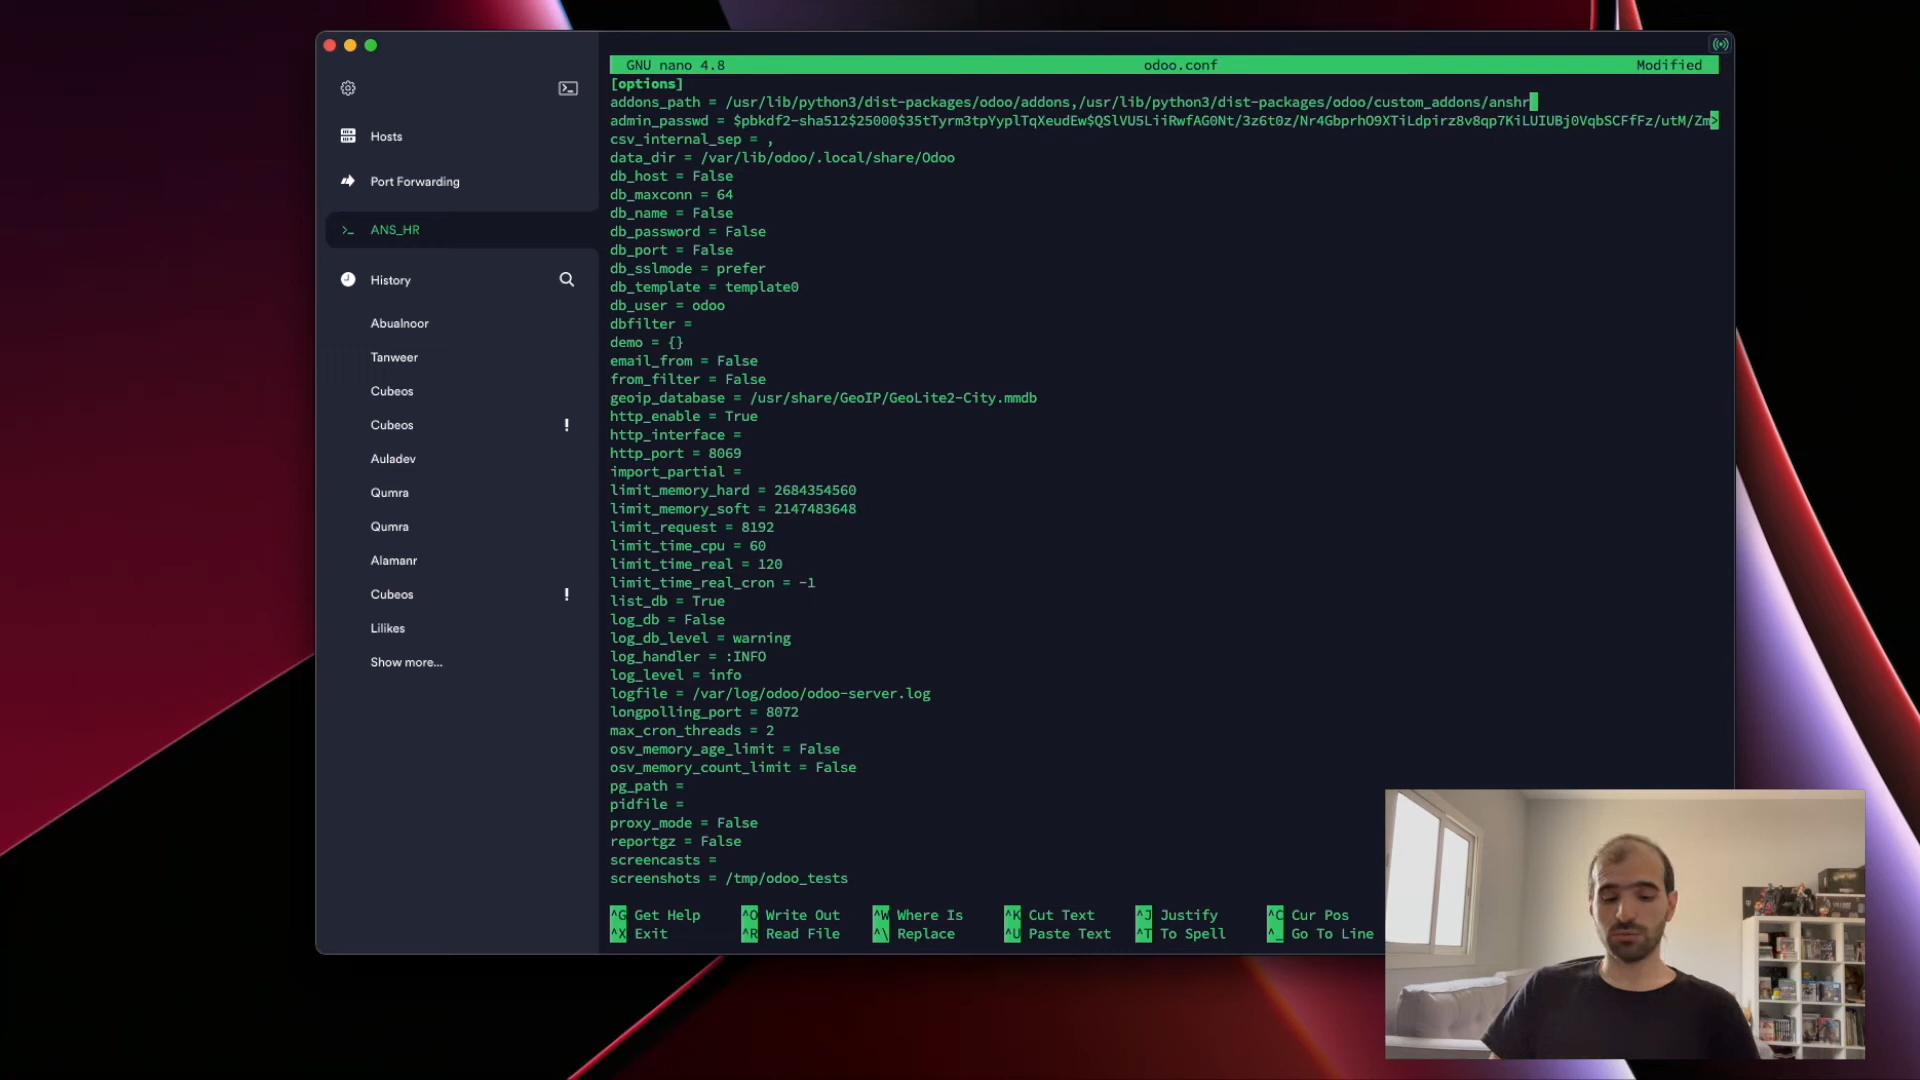 Hosts
Port Forwarding
ANS_HR
History
Abualnoor
Tanweer
Cubeos
Cubeos !
Auladev
Qumra
Qumra
Alamanr
Cubeos !
Lilikes
Show more...
GNU nano 4.8 odoo.conf Modified
[options]
addons_path = /usr/lib/python3/dist-packages/odoo/addons,/usr/lib/python3/dist-packages/odoo/custom_addons/anshr
admin_passwd = $pbkdf2-sha512$25000$35tTyrm3tpYyplTqXeudEw$QSlVU5LiiRwfAG0Nt/3z6t0z/Nr4GbprhO9XTiLdpirz8v8qp7KiLUIUBj0VqbSCFfFz/utM/Zm>
csv_internal_sep = ,
data_dir = /var/lib/odoo/.local/share/Odoo
db_host = False
db_maxconn = 64
db_name = False
db_password = False
db_port = False
db_sslmode = prefer
db_template = template0
db_user = odoo
dbfilter =
demo = {}
email_from = False
from_filter = False
geoip_database = /usr/share/GeoIP/GeoLite2-City.mmdb
http_enable = True
http_interface =
http_port = 8069
import_partial =
limit_memory_hard = 2684354560
limit_memory_soft = 2147483648
limit_request = 8192
limit_time_cpu = 60
limit_time_real = 120
limit_time_real_cron = -1
list_db = True
log_db = False
log_db_level = warning
log_handler = :INFO
log_level = info
logfile = /var/log/odoo/odoo-server.log
longpolling_port = 8072
max_cron_threads = 2
osv_memory_age_limit = False
osv_memory_count_limit = False
pg_path =
pidfile =
proxy_mode = False
reportgz = False
screencasts =
screenshots = /tmp/odoo_tests
^G Get Help ^O Write Out ^W Where Is ^K Cut Text ^J Justify ^C Cur Pos
^X Exit ^R Read File ^\ Replace ^U Paste Text ^T To Spell ^_ Go To Line